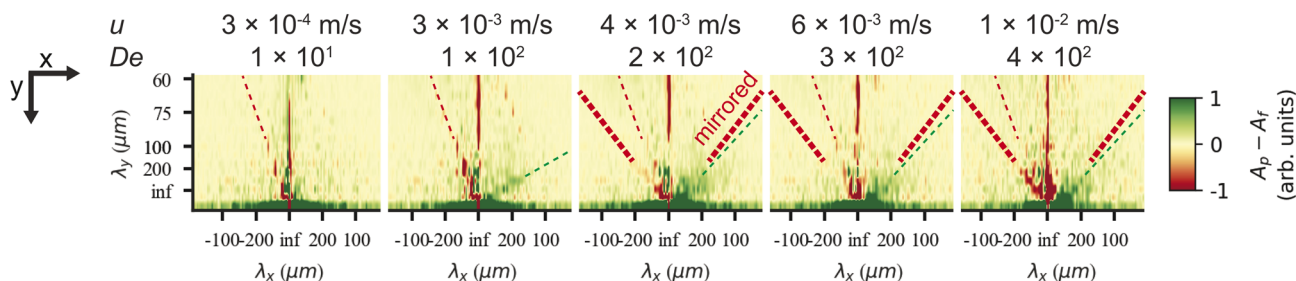 u 3 × 10⁻⁴ m/s 3 × 10⁻³ m/s 4 × 10⁻³ m/s 6 × 10⁻³ m/s 1 × 10⁻² m/s
De 1 × 10¹ 1 × 10² 2 × 10² 3 × 10² 4 × 10²
x
y
λy (μm)
60
75
100
200
inf
mirrored
-100 -200 inf 200 100 -100 -200 inf 200 100 -100 -200 inf 200 100 -100 -200 inf 200 100 -100 -200 inf 200 100
λx (μm) λx (μm) λx (μm) λx (μm) λx (μm)
1
0
-1
Ap − Af
(arb. units)